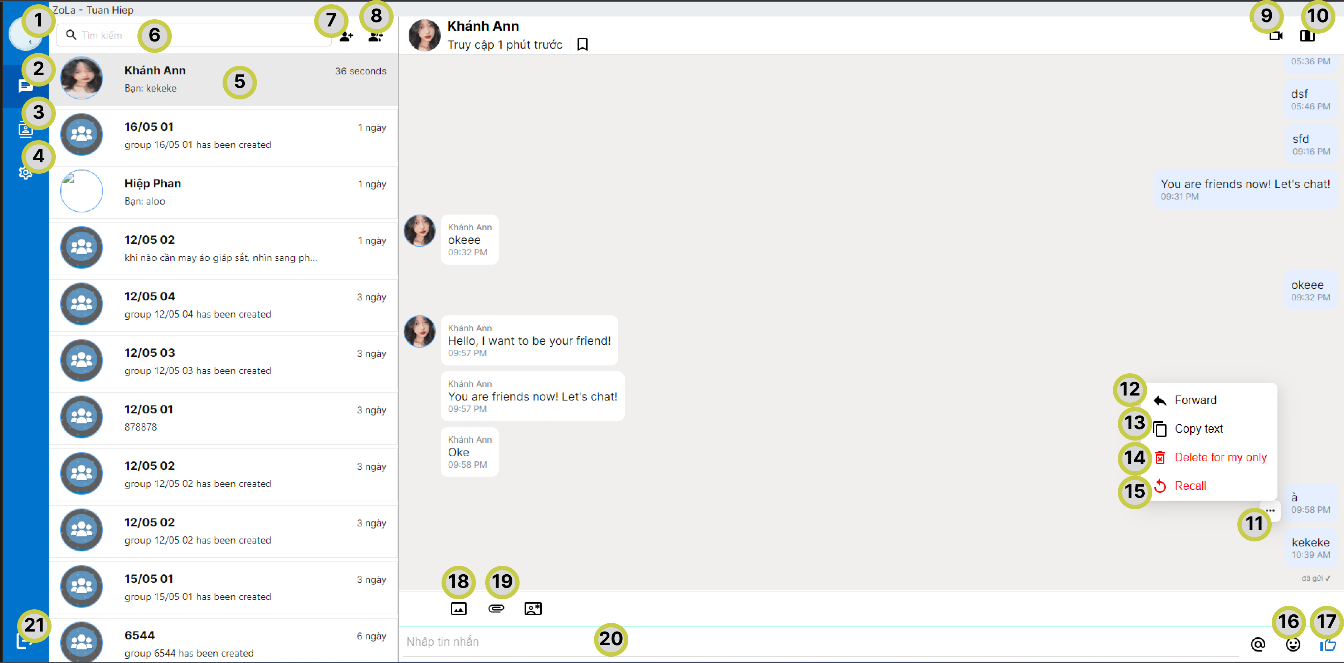 ZoLa - Tuan Hiep
1
2
3
4
21
Tìm kiếm
6
7
8
Khánh Ann
36 seconds
Bạn: kekeke
5
16/05 01
1 ngày
group 16/05 01 has been created
Hiệp Phan
1 ngày
Bạn: aloo
12/05 02
1 ngày
khi nào cần may áo giáp sắt, nhìn sang ph...
12/05 04
3 ngày
group 12/05 04 has been created
12/05 03
3 ngày
group 12/05 03 has been created
12/05 01
3 ngày
878878
12/05 02
3 ngày
group 12/05 02 has been created
12/05 02
3 ngày
group 12/05 02 has been created
15/05 01
3 ngày
group 15/05 01 has been created
6544
6 ngày
group 6544 has been created
Khánh Ann
Truy cập 1 phút trước
9
10
05:36 PM
dsf
05:46 PM
sfd
09:16 PM
You are friends now! Let's chat!
09:31 PM
Khánh Ann
okeee
09:32 PM
okeee
09:32 PM
Khánh Ann
Hello, I want to be your friend!
09:57 PM
Khánh Ann
You are friends now! Let's chat!
09:57 PM
Khánh Ann
Oke
09:58 PM
12
Forward
13
Copy text
14
Delete for my only
15
Recall
à
09:58 PM
11
kekeke
10:39 AM
đã gửi ✓
18
19
Nhập tin nhắn
20
16
17